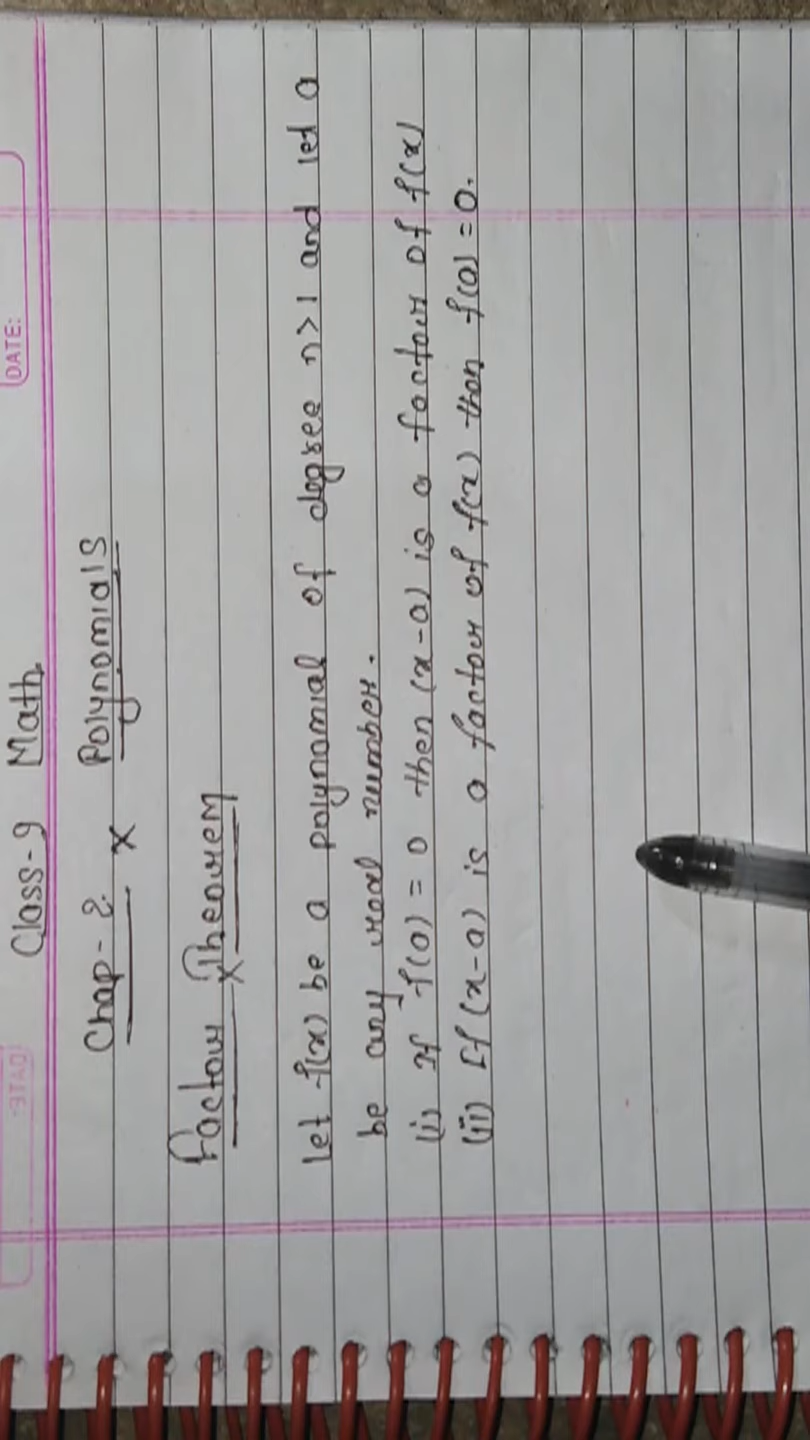 DATE:
Class-9 Math
Chap-2 x Polynomials
Factor Theorem
let f(x) be a polynomial of degree n>1 and let a
be any real number.
(i) If f(a) = 0 then (x-a) is a factor of f(x)
(ii) If (x-a) is a factor of f(x) then f(a) = 0.